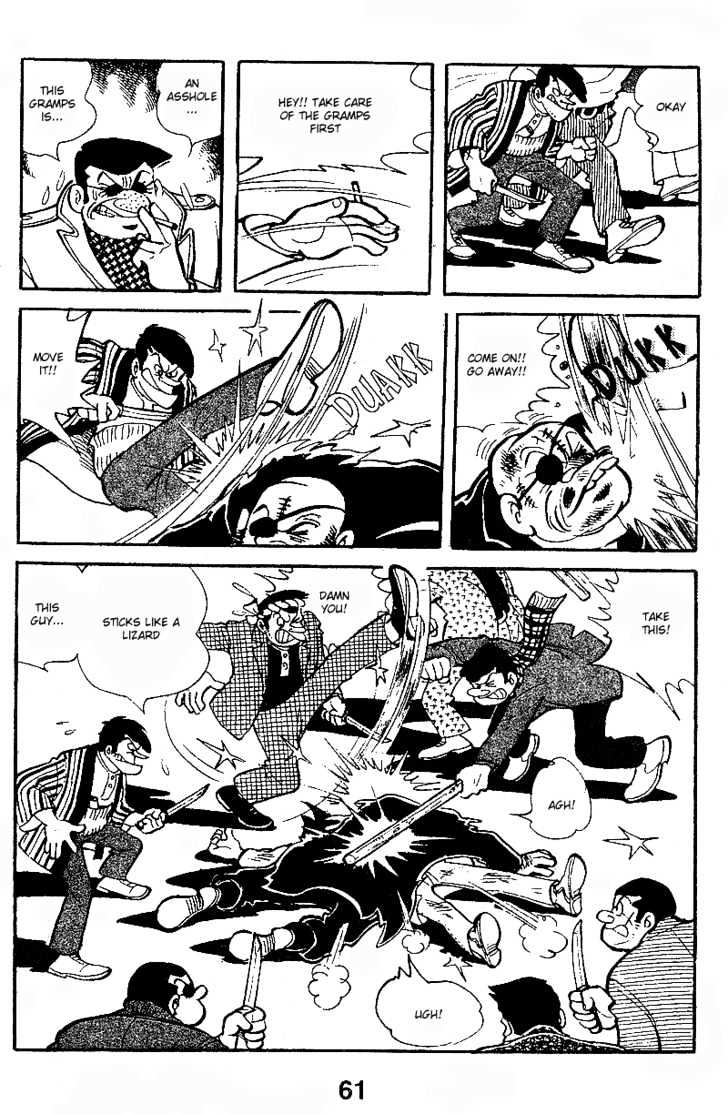 THIS
GRAMPS
IS...
AN
ASSHOLE
...
HEY!! TAKE CARE
OF THE GRAMPS
FIRST
OKAY
MOVE
IT!!
DUAKK
COME ON!!
GO AWAY!!
DUKK
THIS
GUY...
STICKS LIKE A
LIZARD
DAMN
YOU!
TAKE
THIS!
AGH!
UGH!
61